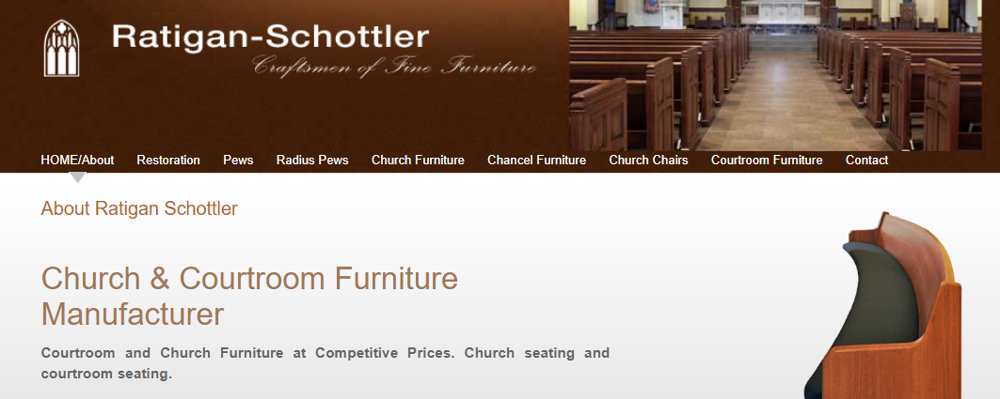 Ratigan-Schottler
Craftsmen of Fine Furniture
HOME/About Restoration Pews Radius Pews Church Furniture Chancel Furniture Church Chairs Courtroom Furniture Contact
About Ratigan Schottler
Church & Courtroom Furniture
Manufacturer
Courtroom and Church Furniture at Competitive Prices. Church seating and
courtroom seating.